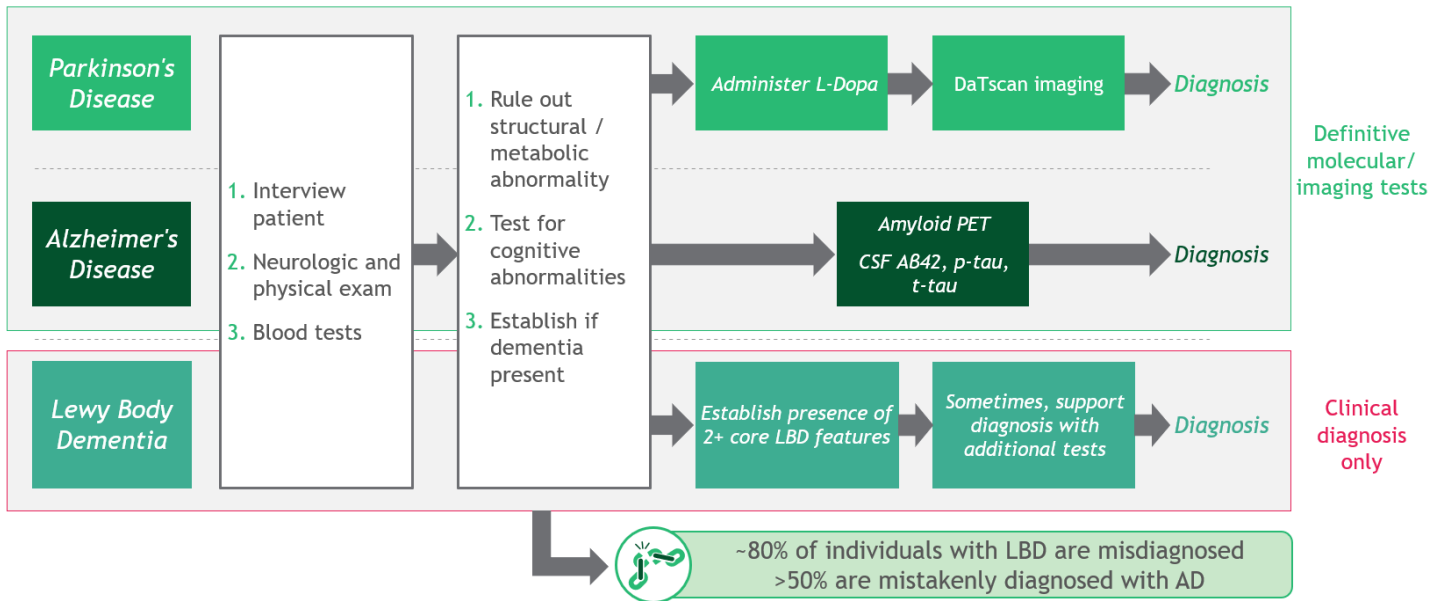 Parkinson's
Disease
Alzheimer's
Disease
Lewy Body
Dementia
1. Interview
patient
2. Neurologic and
physical exam
3. Blood tests
1. Rule out
structural /
metabolic
abnormality
2. Test for
cognitive
abnormalities
3. Establish if
dementia
present
Administer L-Dopa
DaTscan imaging
Diagnosis
Amyloid PET
CSF AB42, p-tau,
t-tau
Diagnosis
Establish presence of
2+ core LBD features
Sometimes, support
diagnosis with
additional tests
Diagnosis
Definitive
molecular/
imaging tests
Clinical
diagnosis
only
~80% of individuals with LBD are misdiagnosed
>50% are mistakenly diagnosed with AD